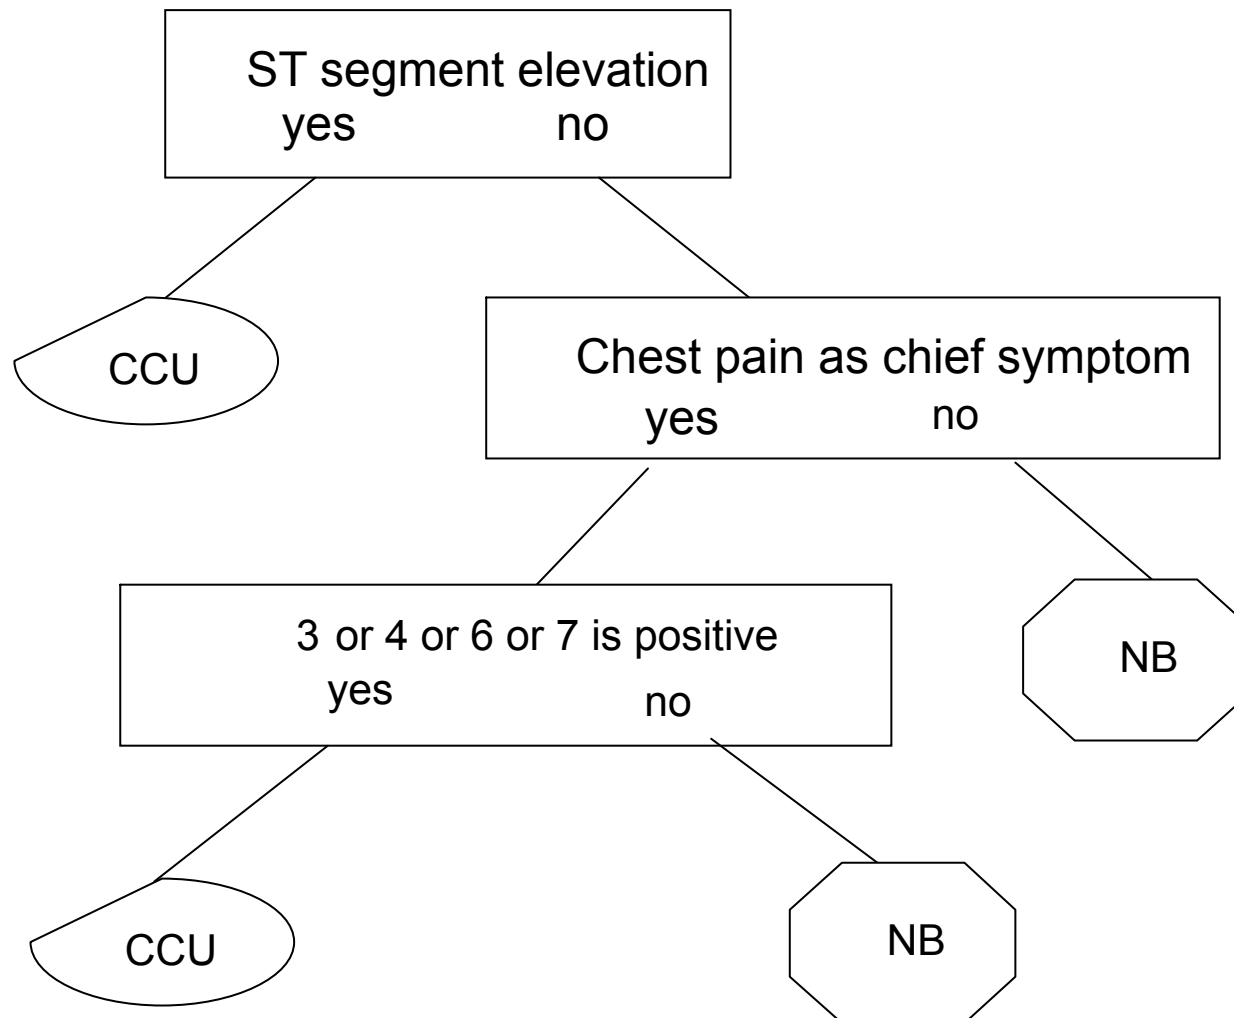 ST segment elevation
yes no
CCU
Chest pain as chief symptom
yes no
3 or 4 or 6 or 7 is positive
yes no
NB
CCU
NB